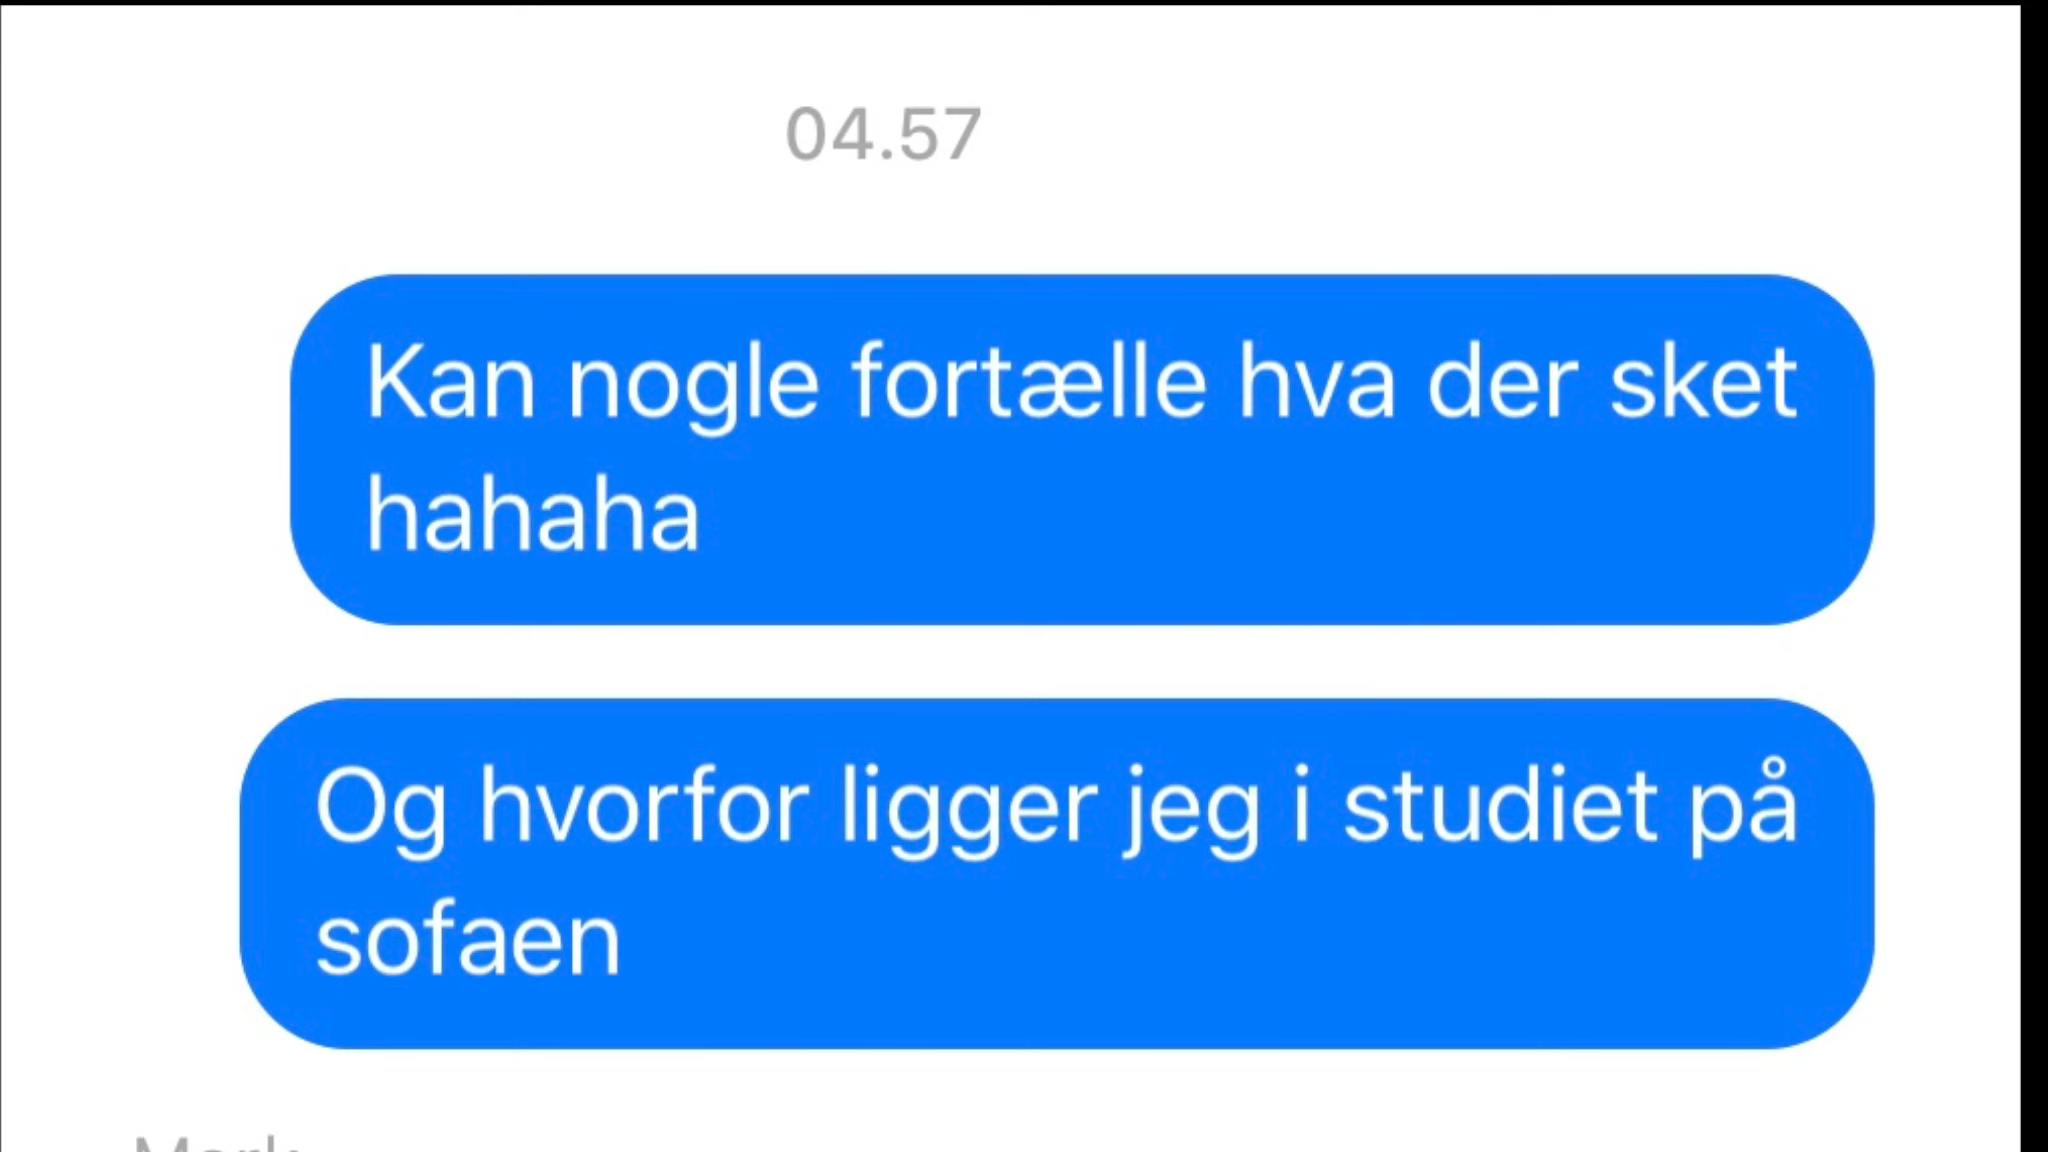 04.57
Kan nogle fortælle hva der sket
hahaha
Og hvorfor ligger jeg i studiet på
sofaen